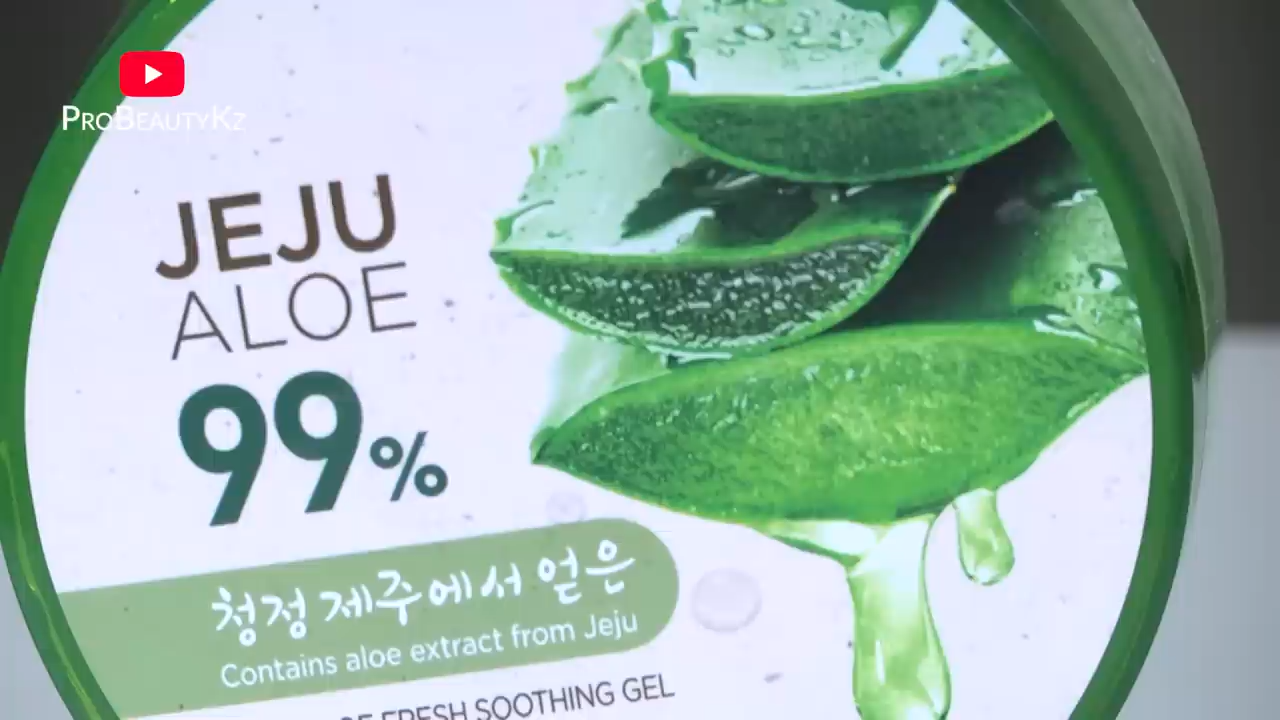 ProBeautyKz
JEJU
ALOE
99%
청정 제주에서 얻은
Contains aloe extract from Jeju
FRESH SOOTHING GEL